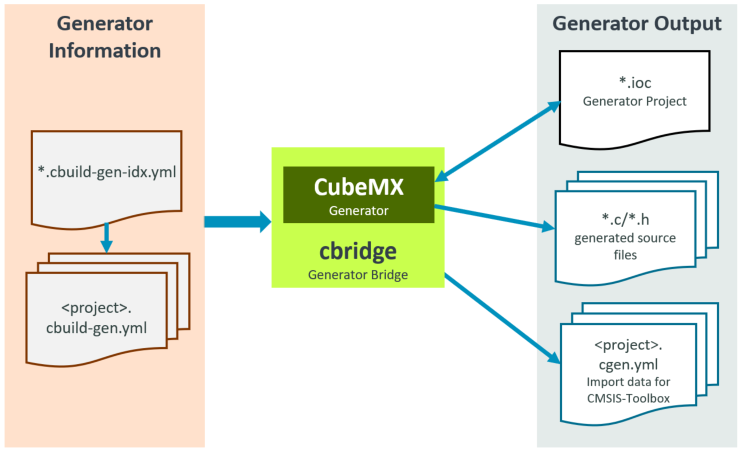 Generator
Information
*.cbuild-gen-idx.yml
<project>.
cbuild-gen.yml
CubeMX
Generator
cbridge
Generator Bridge
Generator Output
*.ioc
Generator Project
*.c/*.h
generated source
files
<project>.
cgen.yml
Import data for
CMSIS-Toolbox